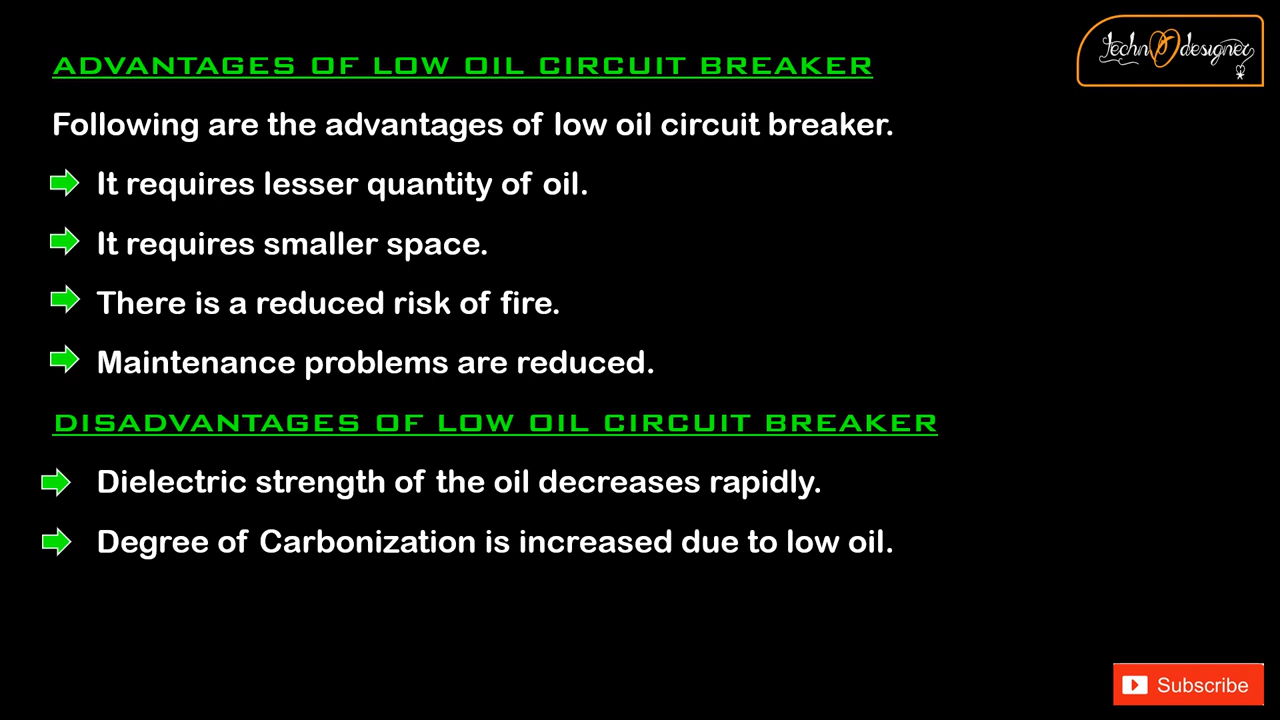 techn designer
ADVANTAGES OF LOW OIL CIRCUIT BREAKER
Following are the advantages of low oil circuit breaker.
It requires lesser quantity of oil.
It requires smaller space.
There is a reduced risk of fire.
Maintenance problems are reduced.
DISADVANTAGES OF LOW OIL CIRCUIT BREAKER
Dielectric strength of the oil decreases rapidly.
Degree of Carbonization is increased due to low oil.
Subscribe